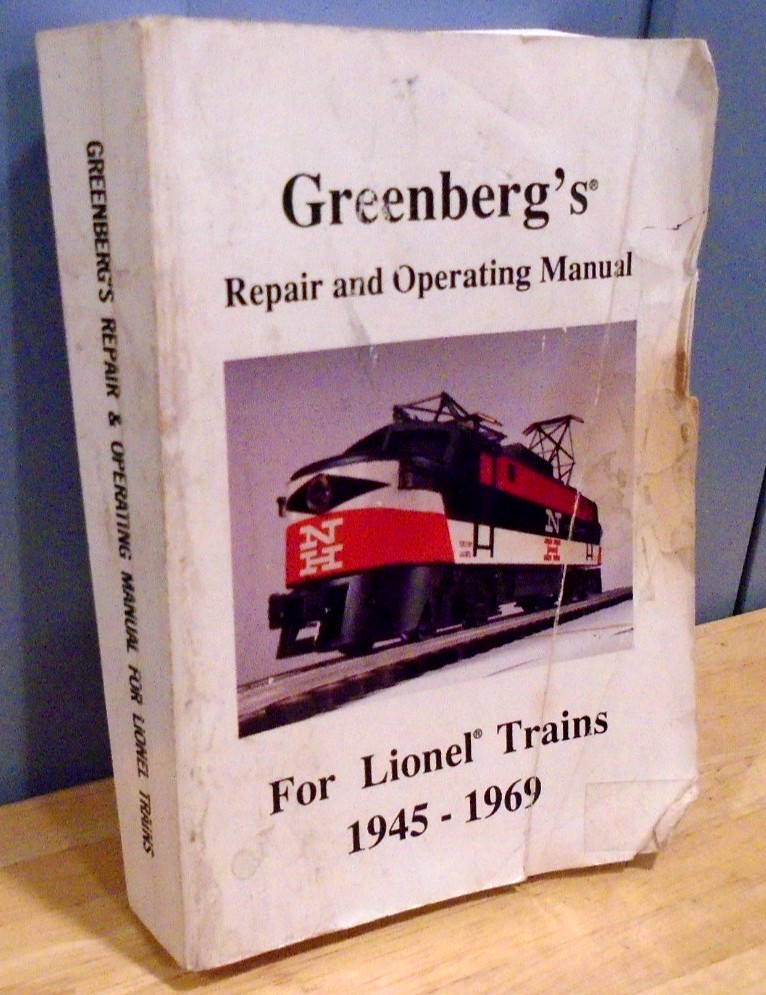 GREENBERG'S REPAIR & OPERATING MANUAL FOR LIONEL TRAINS
Greenberg's®
Repair and Operating Manual
N
H
N
H
For Lionel® Trains
1945 - 1969